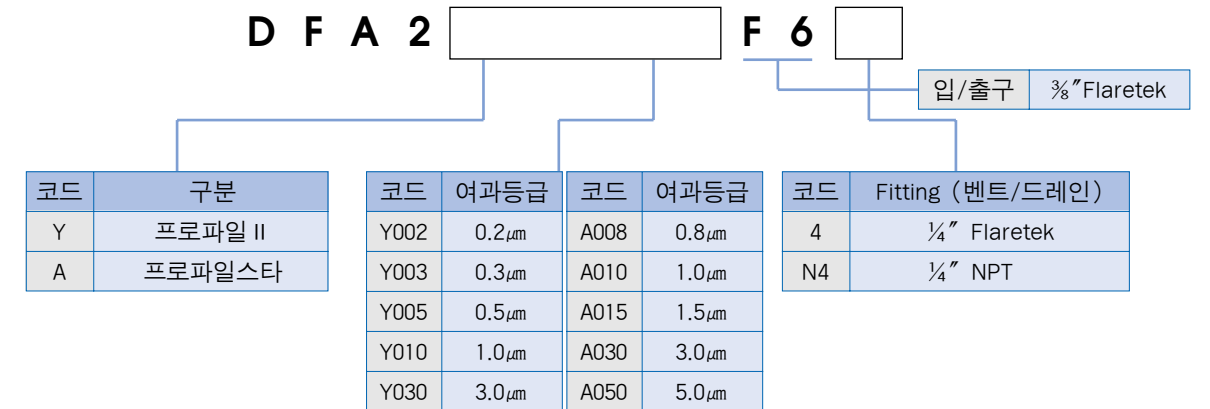 D F A 2 F 6
입/출구 ⅜″Flaretek
코드 구분
Y 프로파일 II
A 프로파일스타
코드 여과등급 코드 여과등급
Y002 0.2㎛ A008 0.8㎛
Y003 0.3㎛ A010 1.0㎛
Y005 0.5㎛ A015 1.5㎛
Y010 1.0㎛ A030 3.0㎛
Y030 3.0㎛ A050 5.0㎛
코드 Fitting (벤트/드레인)
4 ¼″ Flaretek
N4 ¼″ NPT